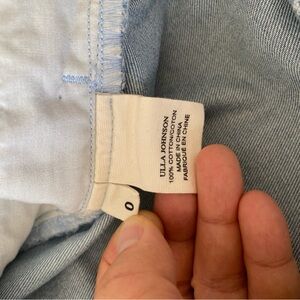 ULLA JOHNSON
100% COTTON/COTON
MADE IN CHINA
FABRIQUÉ EN CHINE
0